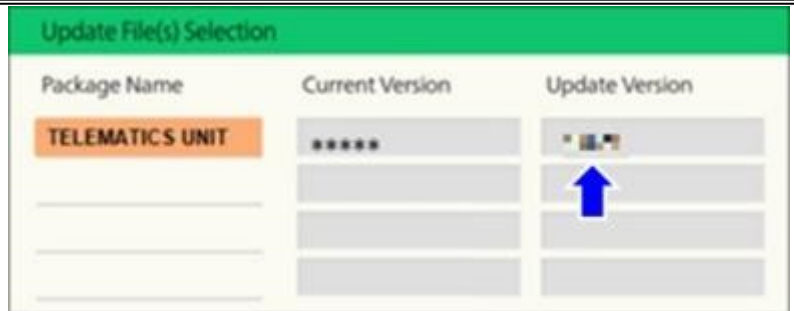 Update File(s) Selection
Package Name Current Version Update Version
TELEMATICS UNIT *****